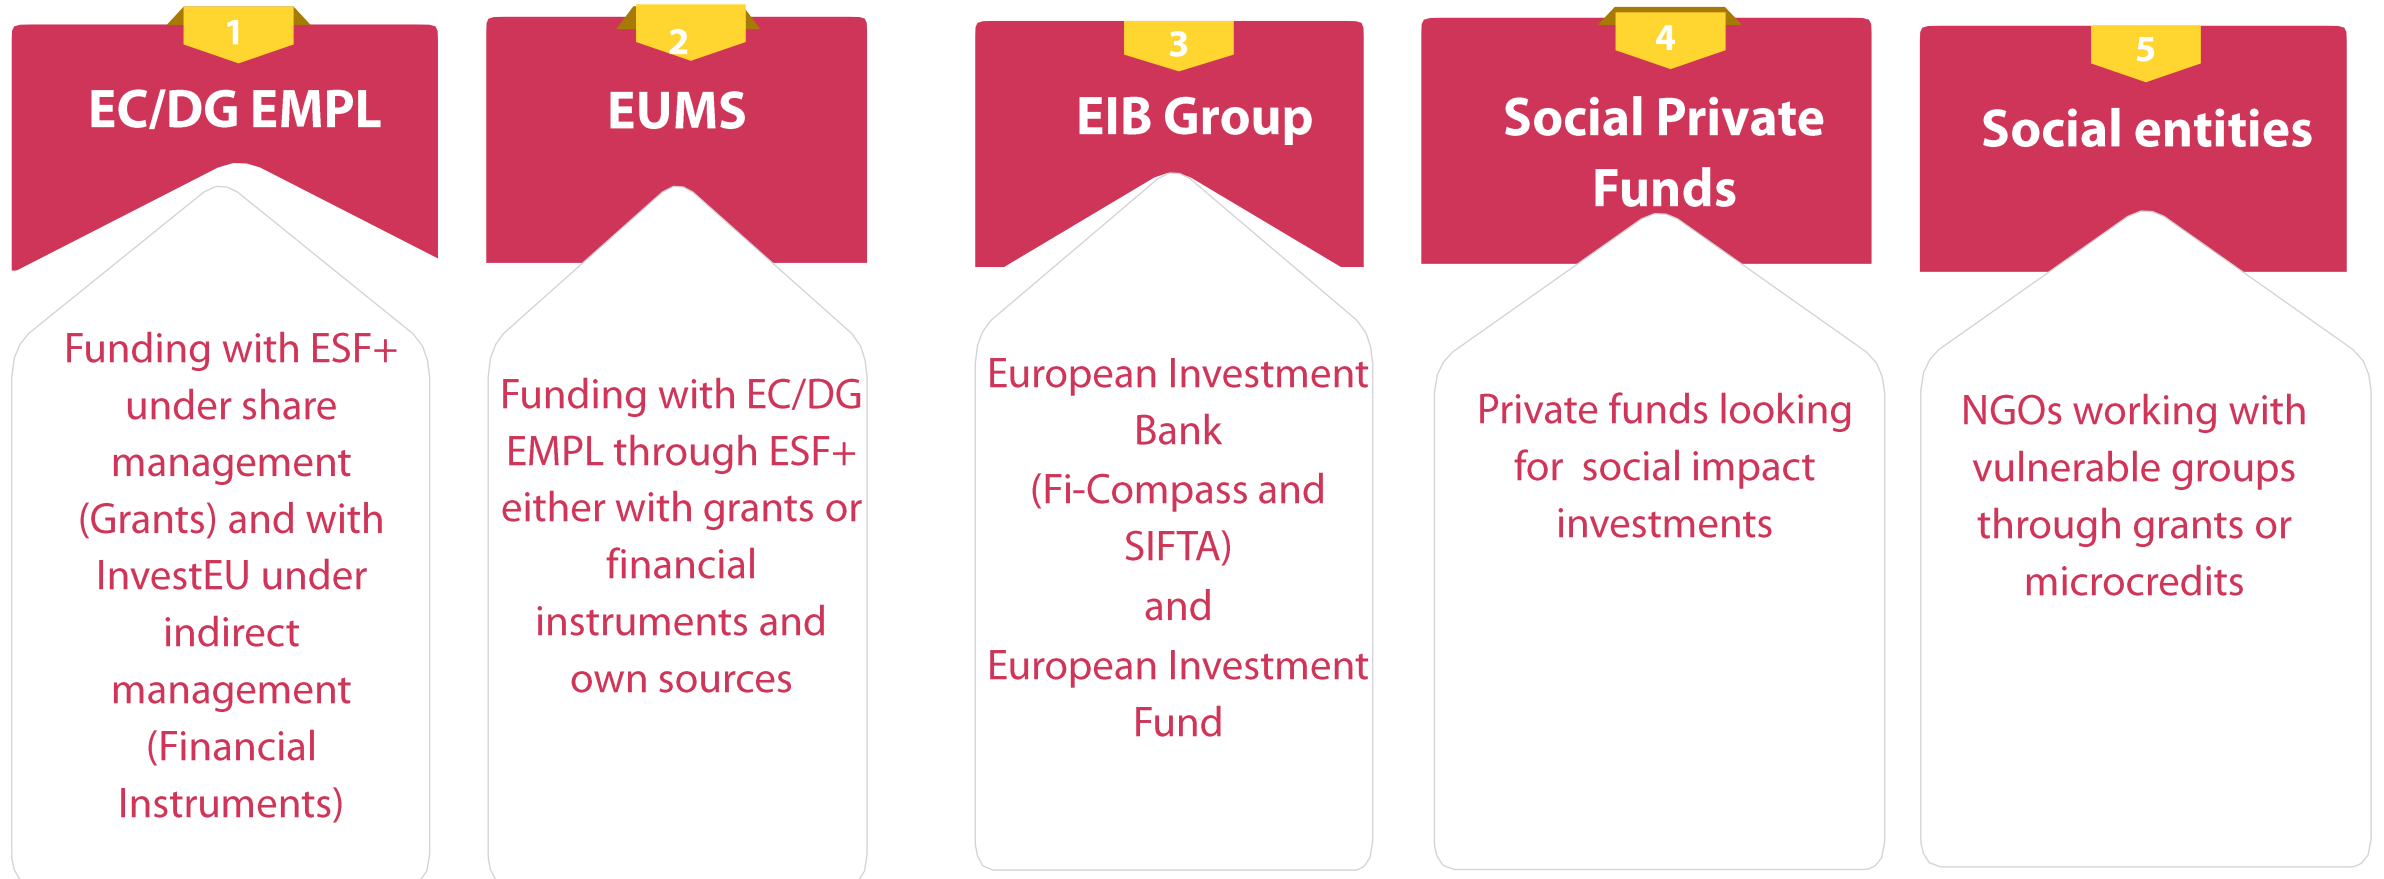 1
EC/DG EMPL
Funding with ESF+
under share
management
(Grants) and with
InvestEU under
indirect
management
(Financial
Instruments)
2
EUMS
Funding with EC/DG
EMPL through ESF+
either with grants or
financial
instruments and
own sources
3
EIB Group
European Investment
Bank
(Fi-Compass and
SIFTA)
and
European Investment
Fund
4
Social Private
Funds
Private funds looking
for  social impact
investments
5
Social entities
NGOs working with
vulnerable groups
through grants or
microcredits